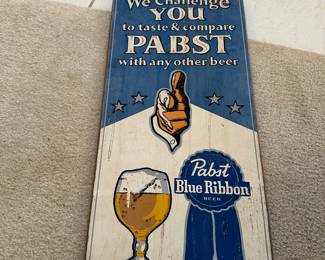 We Challenge
YOU
to taste & compare
PABST
with any other beer
Pabst
Blue Ribbon
BEER